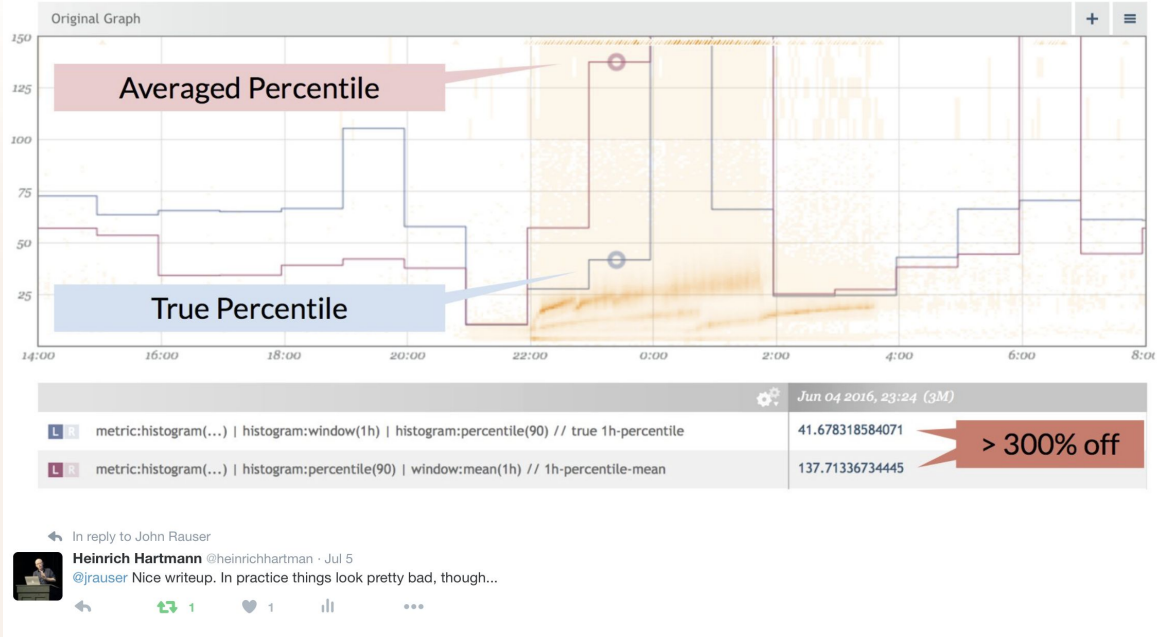 Original Graph
+
150
125
100
75
50
25
Averaged Percentile
True Percentile
14:00 16:00 18:00 20:00 22:00 0:00 2:00 4:00 6:00 8:00
Jun 04 2016, 23:24 (3M)
L R metric:histogram(...) | histogram:window(1h) | histogram:percentile(90) // true 1h-percentile 41.678318584071
L R metric:histogram(...) | histogram:percentile(90) | window:mean(1h) // 1h-percentile-mean 137.71336734445
> 300% off
In reply to John Rauser
Heinrich Hartmann @heinrichhartman · Jul 5
@jrauser Nice writeup. In practice things look pretty bad, though...
1 1